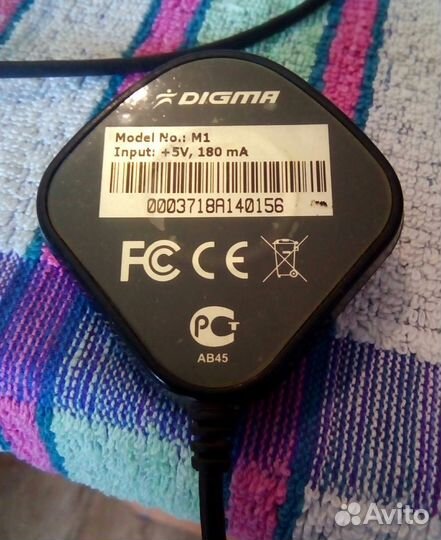 DIGMA
Model No.: M1
Input: +5V, 180 mA
0003718A140156
FC CE
PCT
AB45
Avito